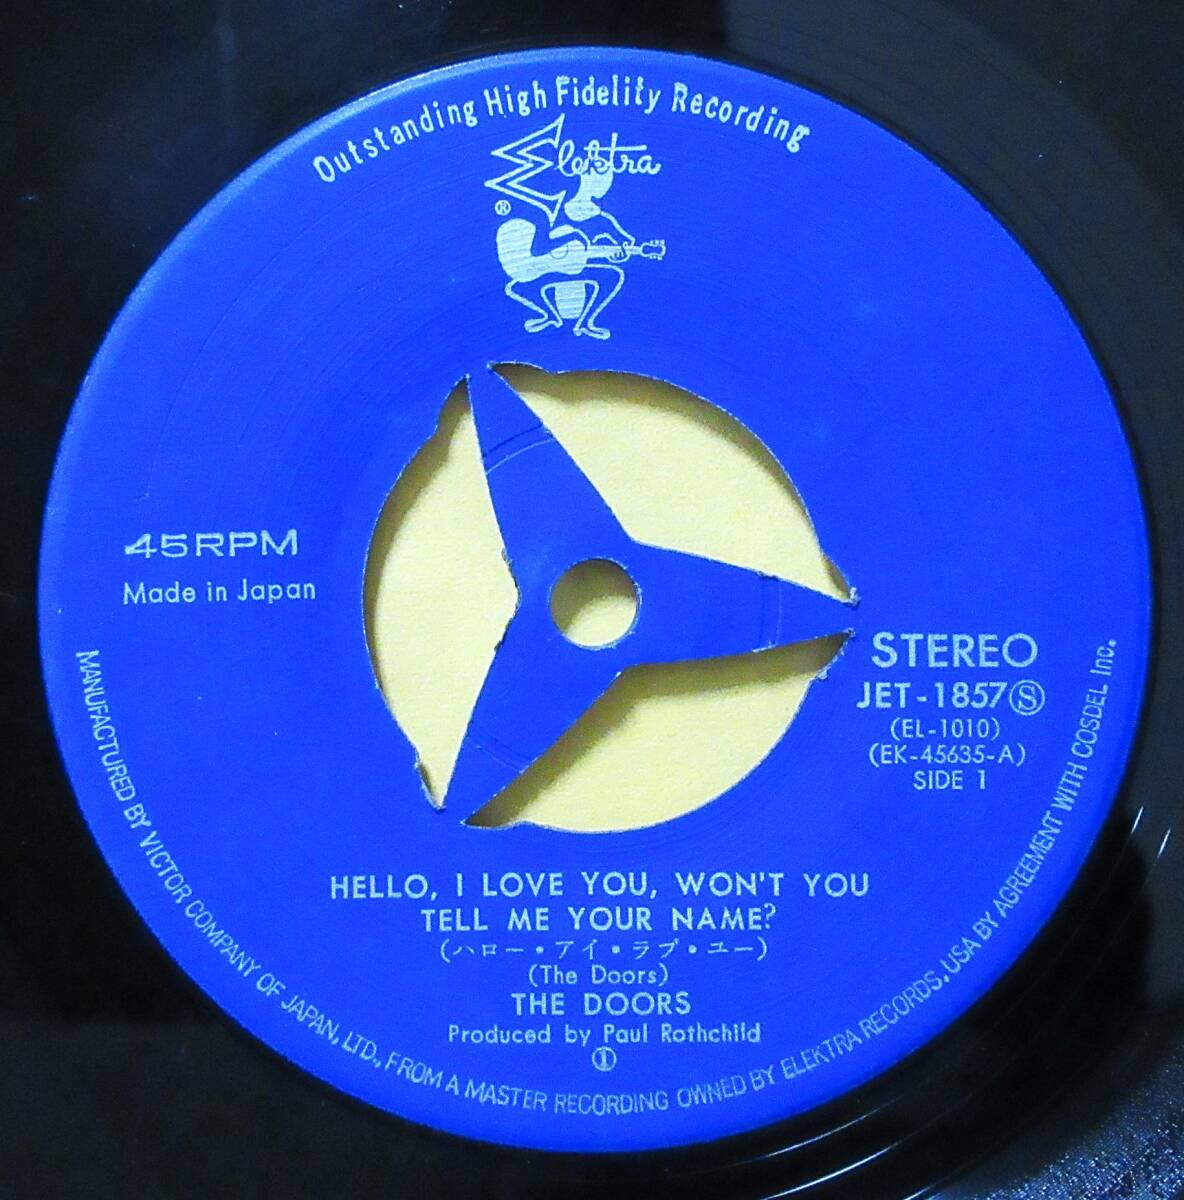 Outstanding High Fidelity Recording
Elektra
®
45RPM
Made in Japan
STEREO
JET-1857Ⓢ
(EL-1010)
(EK-45635-A)
SIDE 1
HELLO, I LOVE YOU, WON'T YOU
TELL ME YOUR NAME?
(ハロー・アイ・ラブ・ユー)
(The Doors)
THE DOORS
Produced by Paul Rothchild
①
MANUFACTURED BY VICTOR COMPANY OF JAPAN, LTD., FROM A MASTER RECORDING OWNED BY ELEKTRA RECORDS, USA BY AGREEMENT WITH COSDEL Inc.